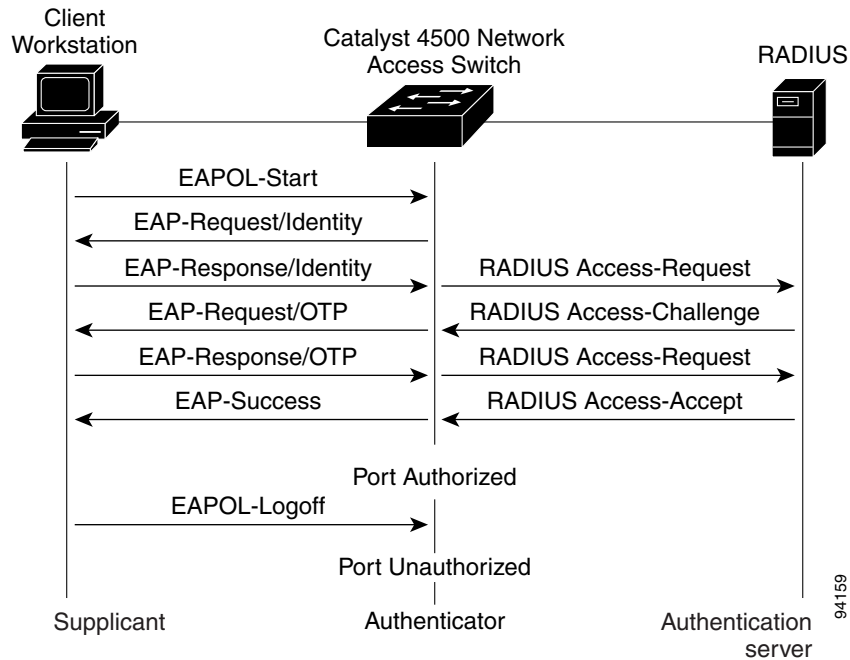 Client
Workstation
Catalyst 4500 Network
Access Switch
RADIUS
EAPOL-Start
EAP-Request/Identity
EAP-Response/Identity
RADIUS Access-Request
EAP-Request/OTP
RADIUS Access-Challenge
EAP-Response/OTP
RADIUS Access-Request
EAP-Success
RADIUS Access-Accept
Port Authorized
EAPOL-Logoff
Port Unauthorized
Supplicant
Authenticator
Authentication
server
94159